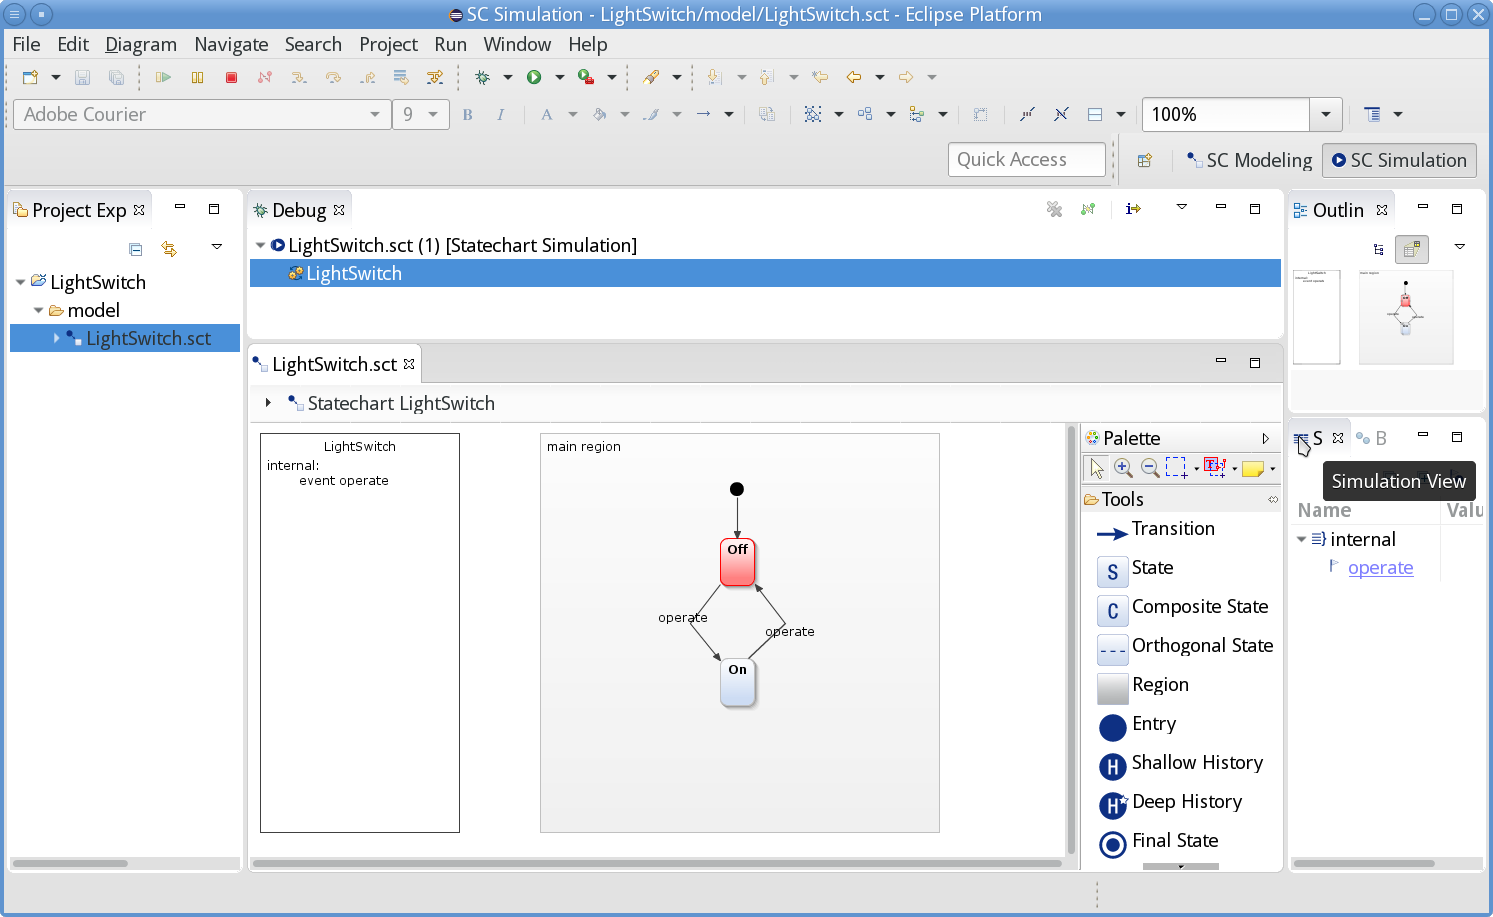 SC Simulation - LightSwitch/model/LightSwitch.sct - Eclipse Platform
File Edit Diagram Navigate Search Project Run Window Help
Adobe Courier 9 B I A 100%
Quick Access SC Modeling SC Simulation
Project Exp
LightSwitch
model
LightSwitch.sct
Debug
LightSwitch.sct (1) [Statechart Simulation]
LightSwitch
LightSwitch.sct
Statechart LightSwitch
LightSwitch
internal:
event operate
main region
Off
operate
operate
On
Palette
Tools
Transition
S State
C Composite State
Orthogonal State
Region
Entry
H Shallow History
H Deep History
Final State
Outlin
S B
Simulation View
Name Valu
internal
operate